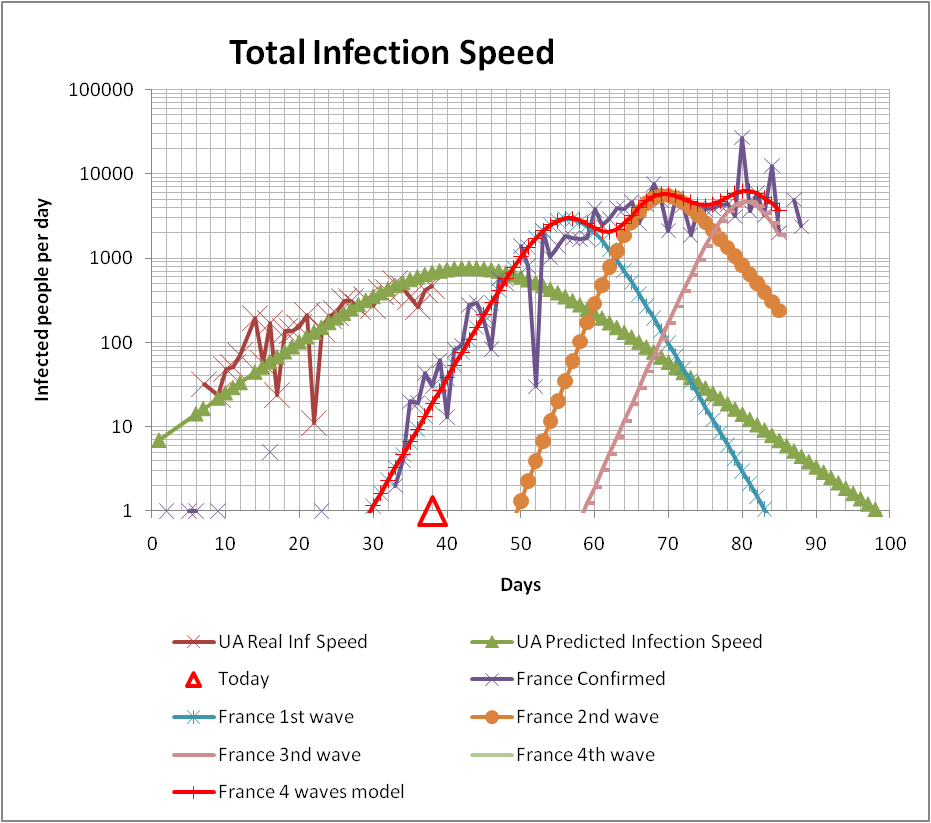 Total Infection Speed
Infected people per day
100000
10000
1000
100
10
1
0 10 20 30 40 50 60 70 80 90 100
Days
UA Real Inf Speed UA Predicted Infection Speed
Today France Confirmed
France 1st wave France 2nd wave
France 3nd wave France 4th wave
France 4 waves model